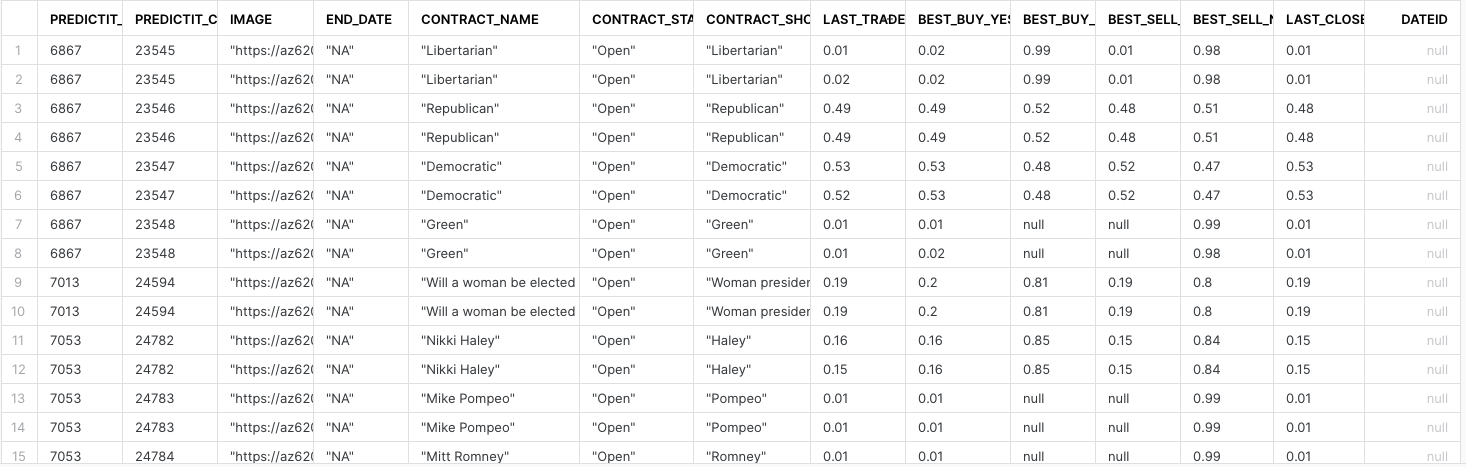 PREDICTIT_ PREDICTIT_C IMAGE END_DATE CONTRACT_NAME CONTRACT_STA CONTRACT_SHO LAST_TRADE BEST_BUY_YES BEST_BUY_ BEST_SELL_ BEST_SELL_N LAST_CLOSE DATEID
1 6867 23545 "https://az620 "NA" "Libertarian" "Open" "Libertarian" 0.01 0.02 0.99 0.01 0.98 0.01 null
2 6867 23545 "https://az620 "NA" "Libertarian" "Open" "Libertarian" 0.02 0.02 0.99 0.01 0.98 0.01 null
3 6867 23546 "https://az620 "NA" "Republican" "Open" "Republican" 0.49 0.49 0.52 0.48 0.51 0.48 null
4 6867 23546 "https://az620 "NA" "Republican" "Open" "Republican" 0.49 0.49 0.52 0.48 0.51 0.48 null
5 6867 23547 "https://az620 "NA" "Democratic" "Open" "Democratic" 0.53 0.53 0.48 0.52 0.47 0.53 null
6 6867 23547 "https://az620 "NA" "Democratic" "Open" "Democratic" 0.52 0.53 0.48 0.52 0.47 0.53 null
7 6867 23548 "https://az620 "NA" "Green" "Open" "Green" 0.01 0.01 null null 0.99 0.01 null
8 6867 23548 "https://az620 "NA" "Green" "Open" "Green" 0.01 0.02 null null 0.98 0.01 null
9 7013 24594 "https://az620 "NA" "Will a woman be elected "Open" "Woman presider 0.19 0.2 0.81 0.19 0.8 0.19 null
10 7013 24594 "https://az620 "NA" "Will a woman be elected "Open" "Woman presider 0.19 0.2 0.81 0.19 0.8 0.19 null
11 7053 24782 "https://az620 "NA" "Nikki Haley" "Open" "Haley" 0.16 0.16 0.85 0.15 0.84 0.15 null
12 7053 24782 "https://az620 "NA" "Nikki Haley" "Open" "Haley" 0.15 0.16 0.85 0.15 0.84 0.15 null
13 7053 24783 "https://az620 "NA" "Mike Pompeo" "Open" "Pompeo" 0.01 0.01 null null 0.99 0.01 null
14 7053 24783 "https://az620 "NA" "Mike Pompeo" "Open" "Pompeo" 0.01 0.01 null null 0.99 0.01 null
15 7053 24784 "https://az620 "NA" "Mitt Romney" "Open" "Romney" 0.01 0.01 null null 0.99 0.01 null